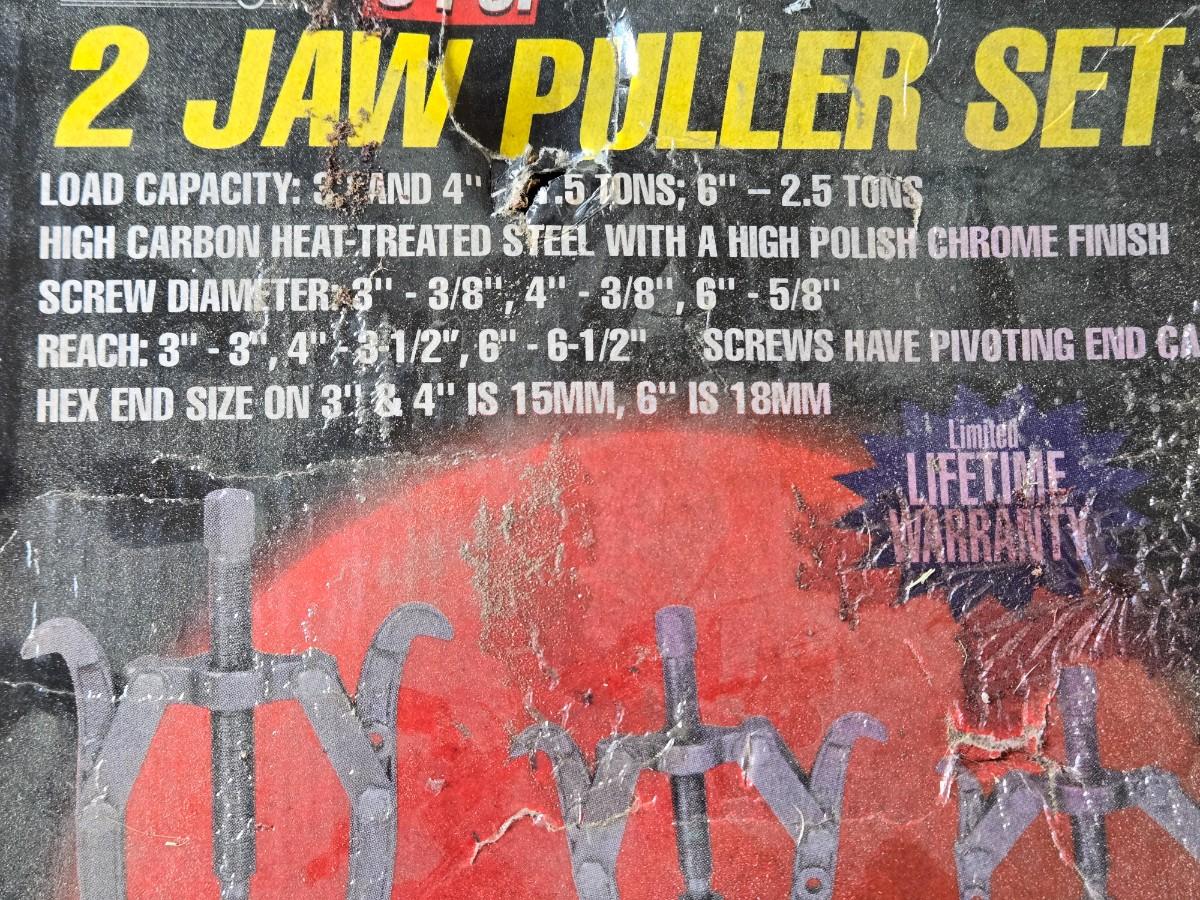 2 JAW PULLER SET
LOAD CAPACITY: AND 4" .5 TONS; 6" – 2.5 TONS
HIGH CARBON HEAT-TREATED STEEL WITH A HIGH POLISH CHROME FINISH
SCREW DIAMETER: 3" - 3/8", 4" - 3/8", 6" - 5/8"
REACH: 3" - 3", 4" - 3-1/2", 6" - 6-1/2" SCREWS HAVE PIVOTING END
HEX END SIZE ON 3" & 4" IS 15MM, 6" IS 18MM
Limited
LIFETIME
WARRANTY